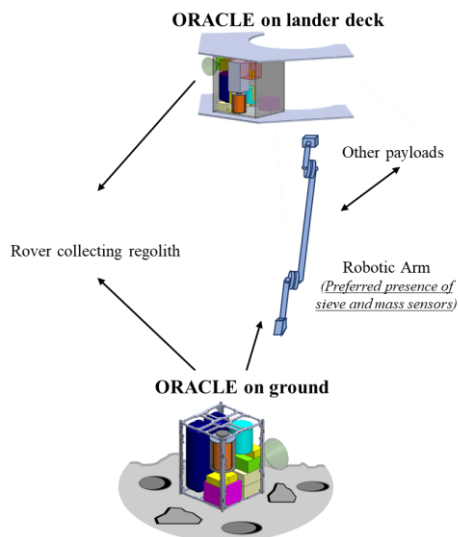 ORACLE on lander deck
Other payloads
Rover collecting regolith
Robotic Arm
(Preferred presence of
sieve and mass sensors)
ORACLE on ground